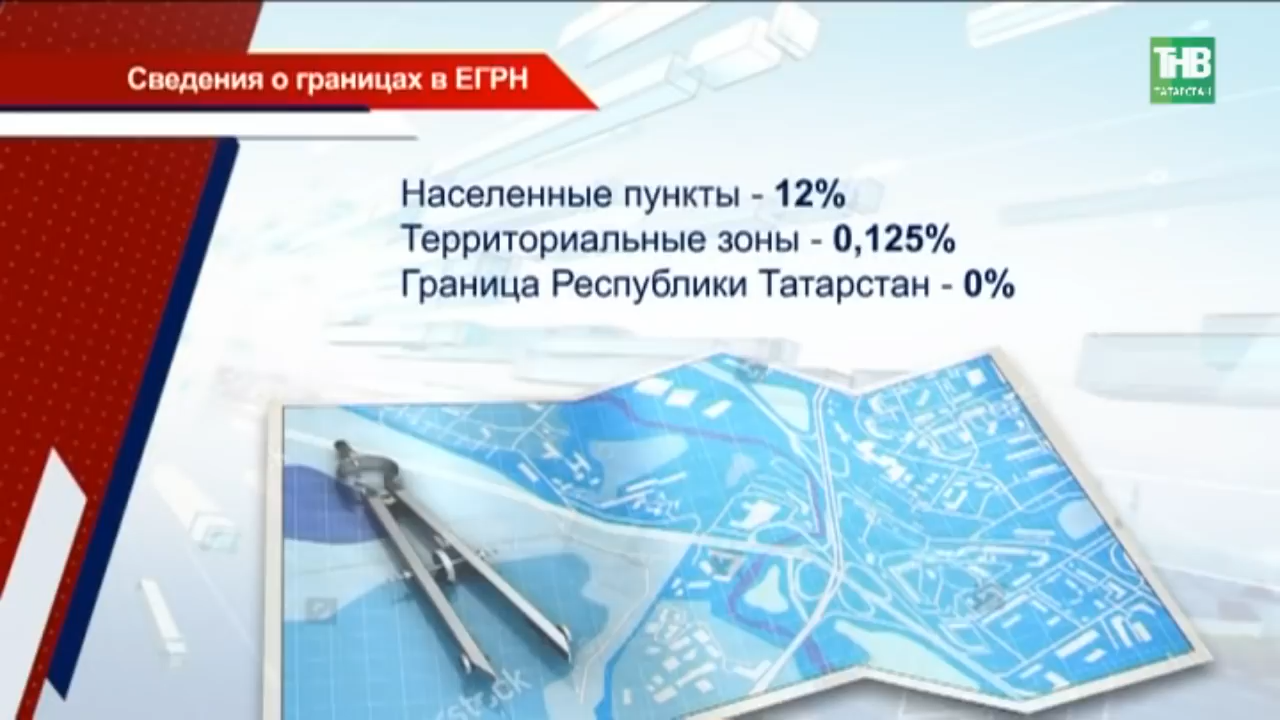 Сведения о границах в ЕГРН
ТНВ
ТАТАРСТАН
Населенные пункты - 12%
Территориальные зоны - 0,125%
Граница Республики Татарстан - 0%